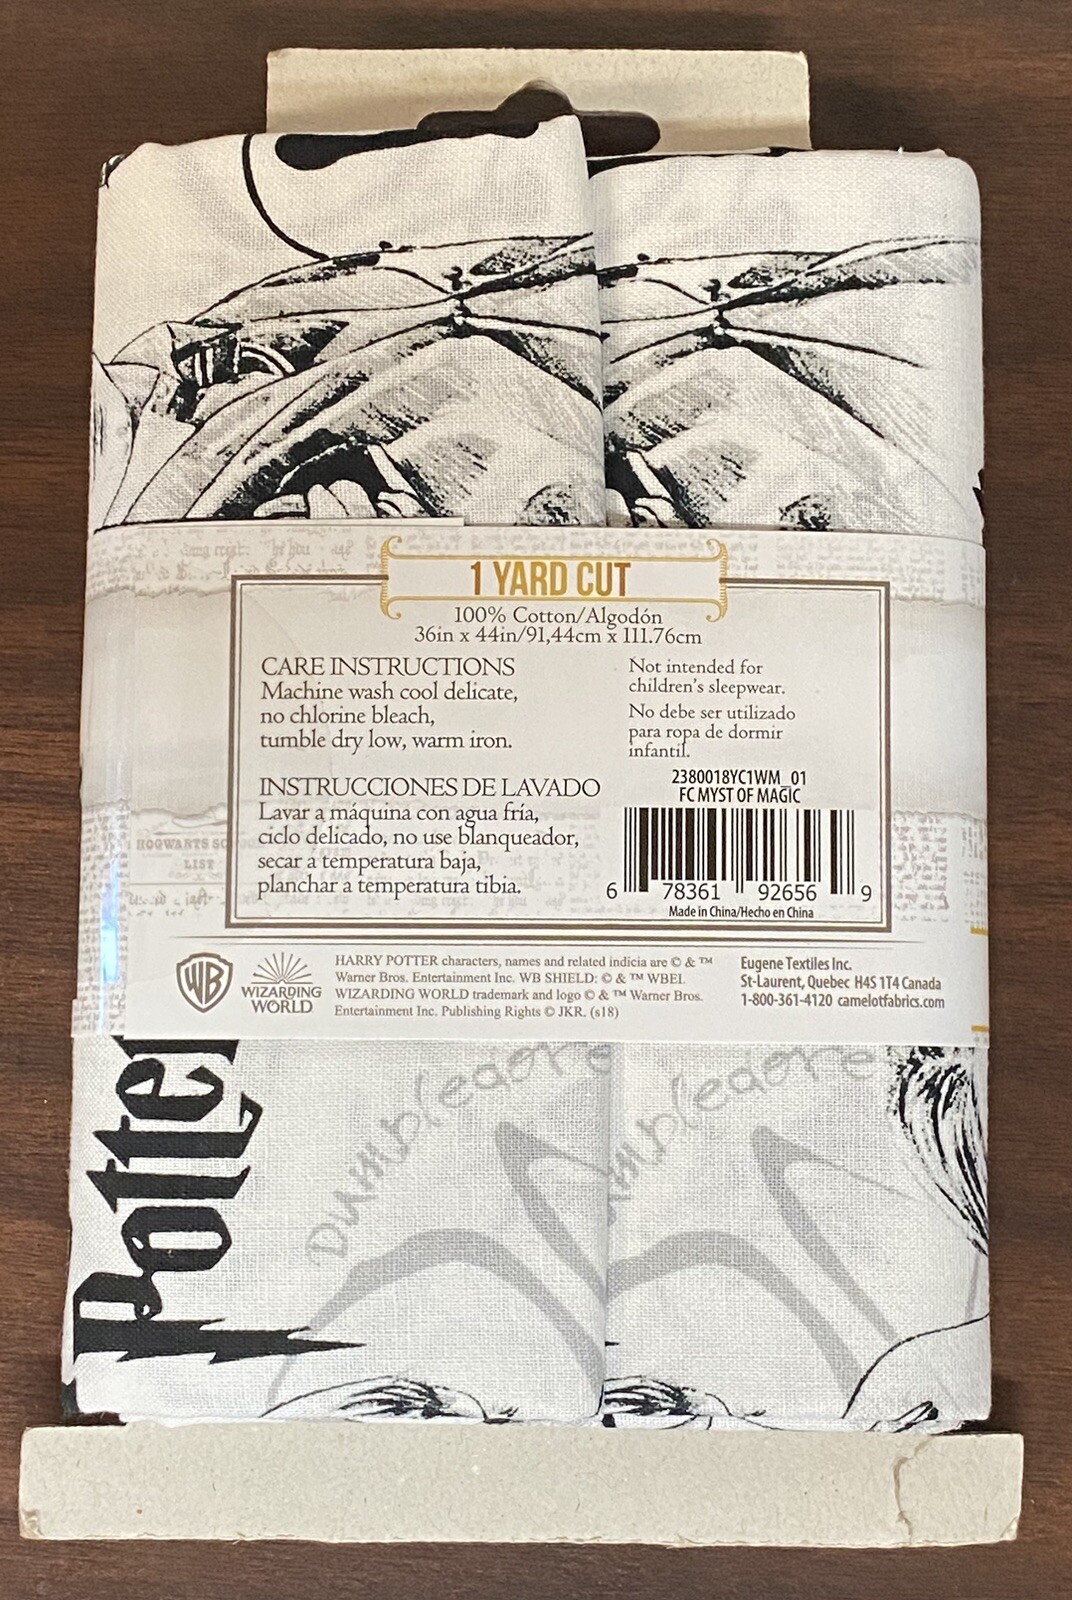 1 YARD CUT
100% Cotton/Algodón
36in x 44in/91,44cm x 111.76cm
CARE INSTRUCTIONS
Machine wash cool delicate,
no chlorine bleach,
tumble dry low, warm iron.
Not intended for
children's sleepwear.
No debe ser utilizado
para ropa de dormir
infantil.
INSTRUCCIONES DE LAVADO
Lavar a máquina con agua fría,
ciclo delicado, no use blanqueador,
secar a temperatura baja,
planchar a temperatura tibia.
2380018YC1WM_01
FC MYST OF MAGIC
6 78361 92656 9
Made in China/Hecho en China
HOGWARTS SC
LIST
WB
WIZARDING
WORLD
HARRY POTTER characters, names and related indicia are © & ™
Warner Bros. Entertainment Inc. WB SHIELD: © & ™ WBEI.
WIZARDING WORLD trademark and logo © & ™ Warner Bros.
Entertainment Inc. Publishing Rights © JKR. (s18)
Eugene Textiles Inc.
St-Laurent, Quebec H4S 1T4 Canada
1-800-361-4120 camelotfabrics.com
Potter
Dumbledore
Dumbledore